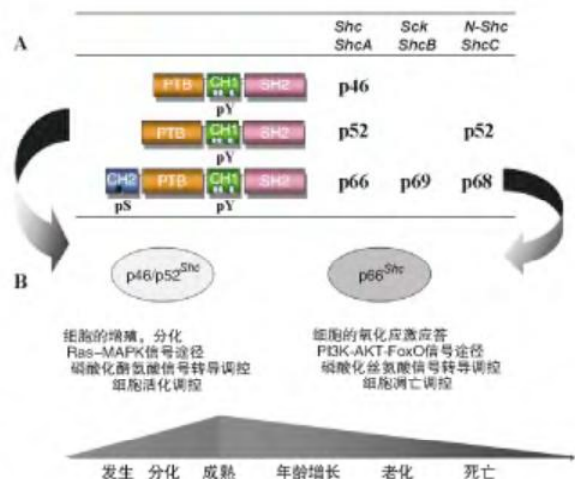 Shc Sck N-Shc
A ShcA ShcB ShcC
PTB CH1 SH2 p46
pY
PTB CH1 SH2 p52 p52
pY
CH2 PTB CH1 SH2 p66 p69 p68
pS pY
B p46/p52Shc p66Shc
细胞的增殖，分化 细胞的氧化应激应答
Ras–MAPK信号途径 PI3K-AKT-FoxO信号途径
磷酸化酪氨酸信号转导调控 磷酸化丝氨酸信号转导调控
细胞活化调控 细胞凋亡调控
发生 分化 成熟 年龄增长 老化 死亡